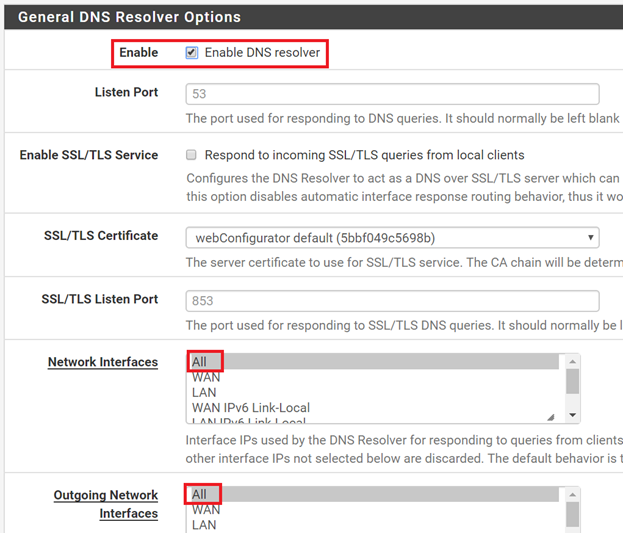 General DNS Resolver Options
Enable Enable DNS resolver
Listen Port 53
The port used for responding to DNS queries. It should normally be left blank
Enable SSL/TLS Service Respond to incoming SSL/TLS queries from local clients
Configures the DNS Resolver to act as a DNS over SSL/TLS server which can
this option disables automatic interface response routing behavior, thus it wo
SSL/TLS Certificate webConfigurator default (5bbf049c5698b)
The server certificate to use for SSL/TLS service. The CA chain will be determ
SSL/TLS Listen Port 853
The port used for responding to SSL/TLS DNS queries. It should normally be l
Network Interfaces All
WAN
LAN
WAN IPv6 Link-Local
LAN IPv6 Link-Local
Interface IPs used by the DNS Resolver for responding to queries from clients
other interface IPs not selected below are discarded. The default behavior is t
Outgoing Network All
Interfaces WAN
LAN